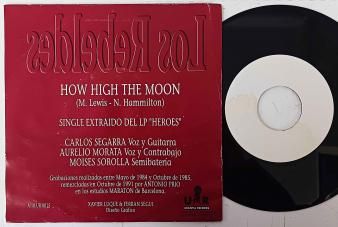 Los Rebeldes
HOW HIGH THE MOON
(M. Lewis - N. Hammilton)
SINGLE EXTRAIDO DEL LP "HEROES"
CARLOS SEGARRA Voz y Guitarra
AURELIO MORATA Voz y Contrabajo
MOISES SOROLLA Semibatería
Grabaciones realizadas entre Mayo de 1984 y Octubre de 1985,
remezcladas en Octubre de 1991 por ANTONIO PRIO
en los estudios MARATON de Barcelona.
XAVIER LUQUE & FERRAN SEGUI
Diseño Gráfico